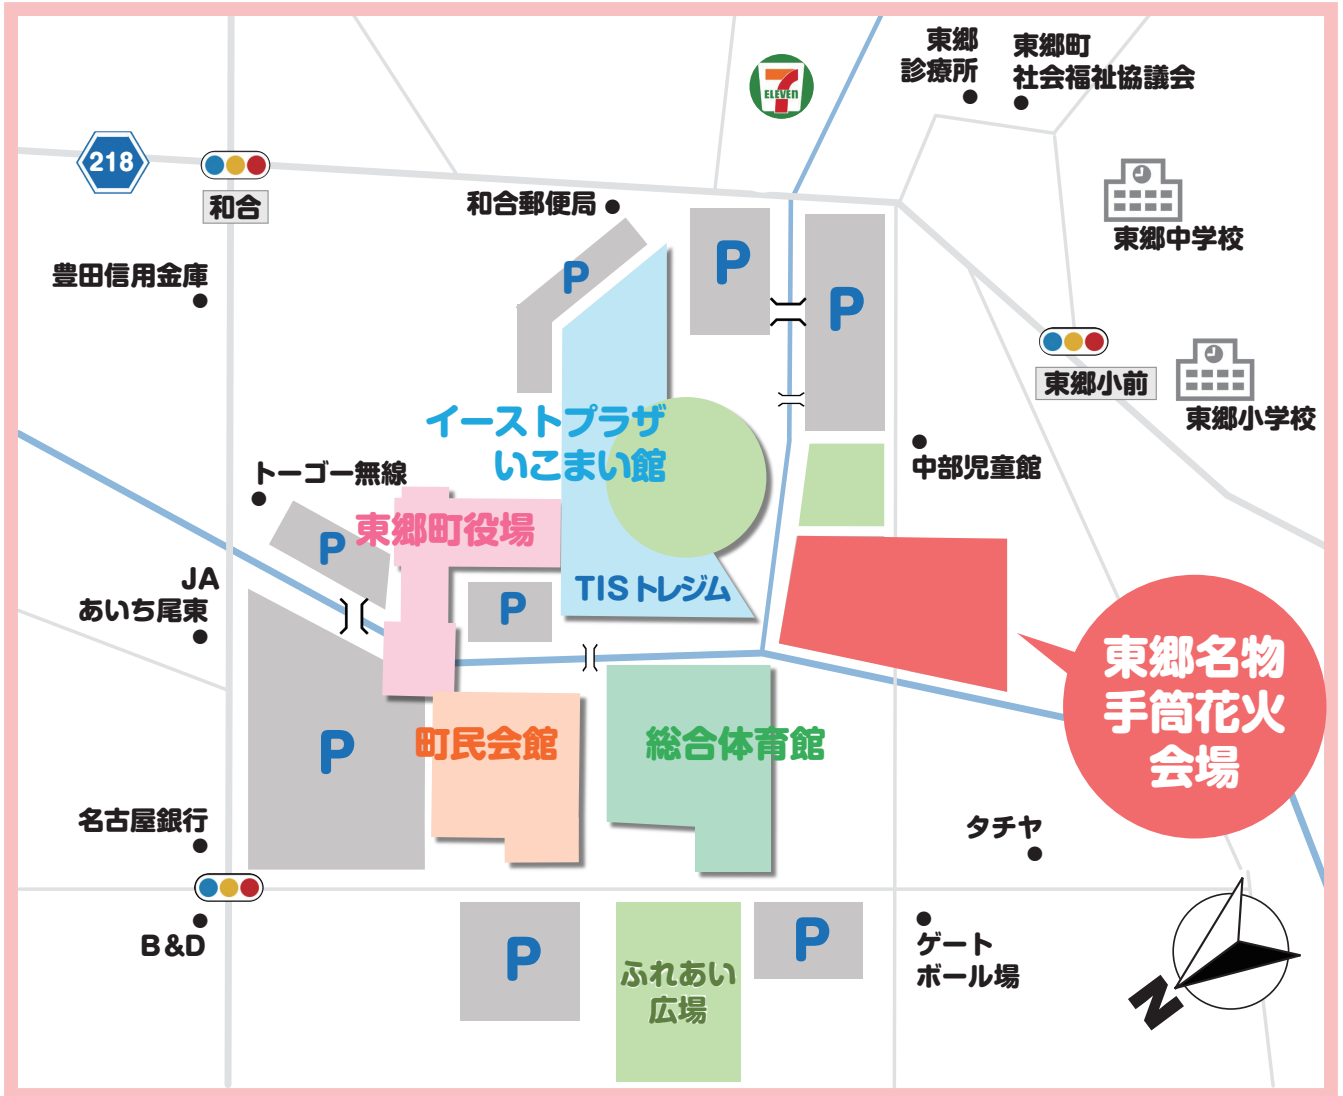 東郷
診療所
東郷町
社会福祉協議会
7
ELEVEN
218
和合
和合郵便局
東郷中学校
豊田信用金庫
P
P
P
東郷小前
東郷小学校
イーストプラザ
いこまい館
中部児童館
トーゴー無線
東郷町役場
P
JA
あいち尾東
TISトレジム
P
東郷名物
手筒花火
会場
P
町民会館
総合体育館
名古屋銀行
タチヤ
B&D
P
ふれあい
広場
P
ゲート
ボール場
N